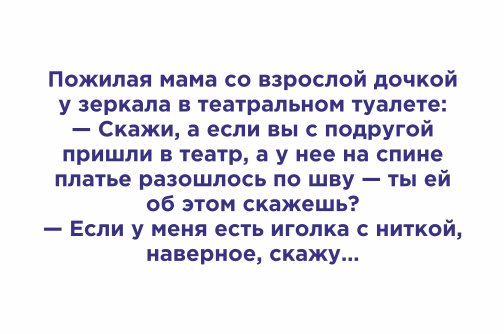 Пожилая мама со взрослой дочкой
у зеркала в театральном туалете:
— Скажи, а если вы с подругой
пришли в театр, а у нее на спине
платье разошлось по шву — ты ей
об этом скажешь?
— Если у меня есть иголка с ниткой,
наверное, скажу...